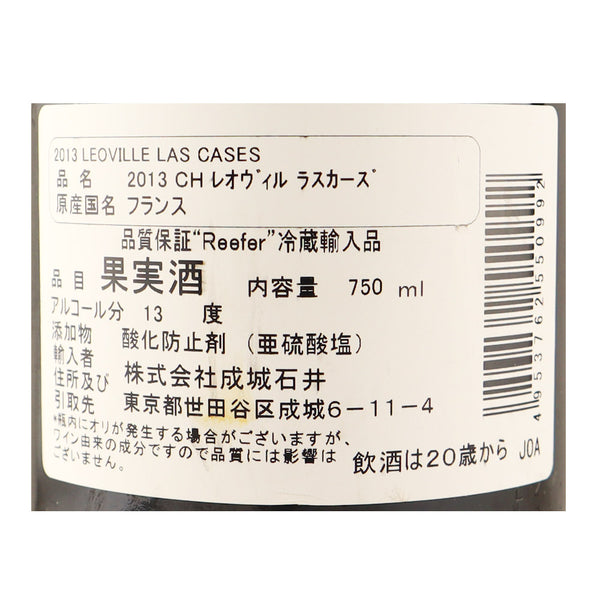 2013 LEOVILLE LAS CASES
品 名 2013 CH レオヴィル ラスカーズ
原産国名 フランス
品質保証“Reefer”冷蔵輸入品
品目 果実酒 内容量 750 ml
アルコール分 13 度
添加物 酸化防止剤 (亜硫酸塩)
輸入者 株式会社成城石井
住所及び
引取先 東京都世田谷区成城6-11-4
*瓶内にオリが発生する場合がございますが、
ワイン由来の成分ですので品質には影響は
ございません。
飲酒は20歳から JOA
4953762550992